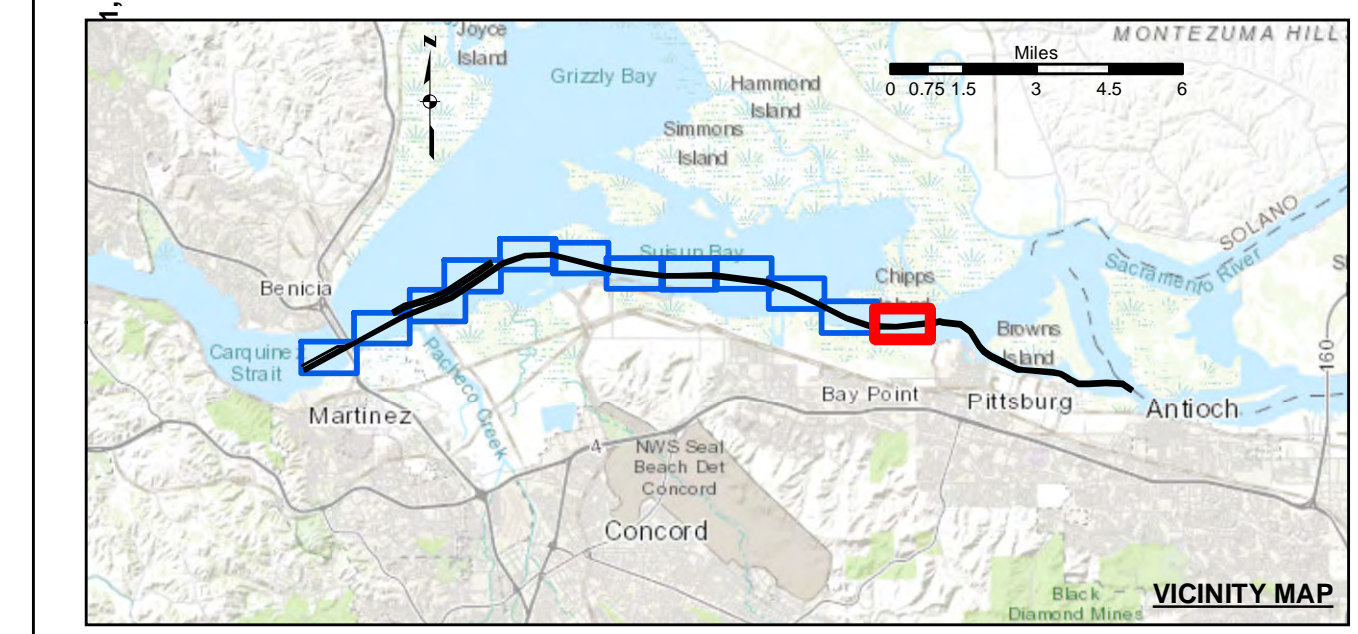 Joyce
Island
N
Grizzly Bay
Hammond
Island
Simmons
Island
MONTEZUMA HILL
Miles
0 0.75 1.5 3 4.5 6
SOLANO
Sacramento River
Suisun Bay
Chipps
Island
Benicia
Browns
Island
Carquinez
Strait
Pacheco Creek
Martinez
Bay Point
Pittsburg
Antioch
160
4
NWS Seal
Beach Det
Concord
Concord
Black
Diamond Mines
VICINITY MAP